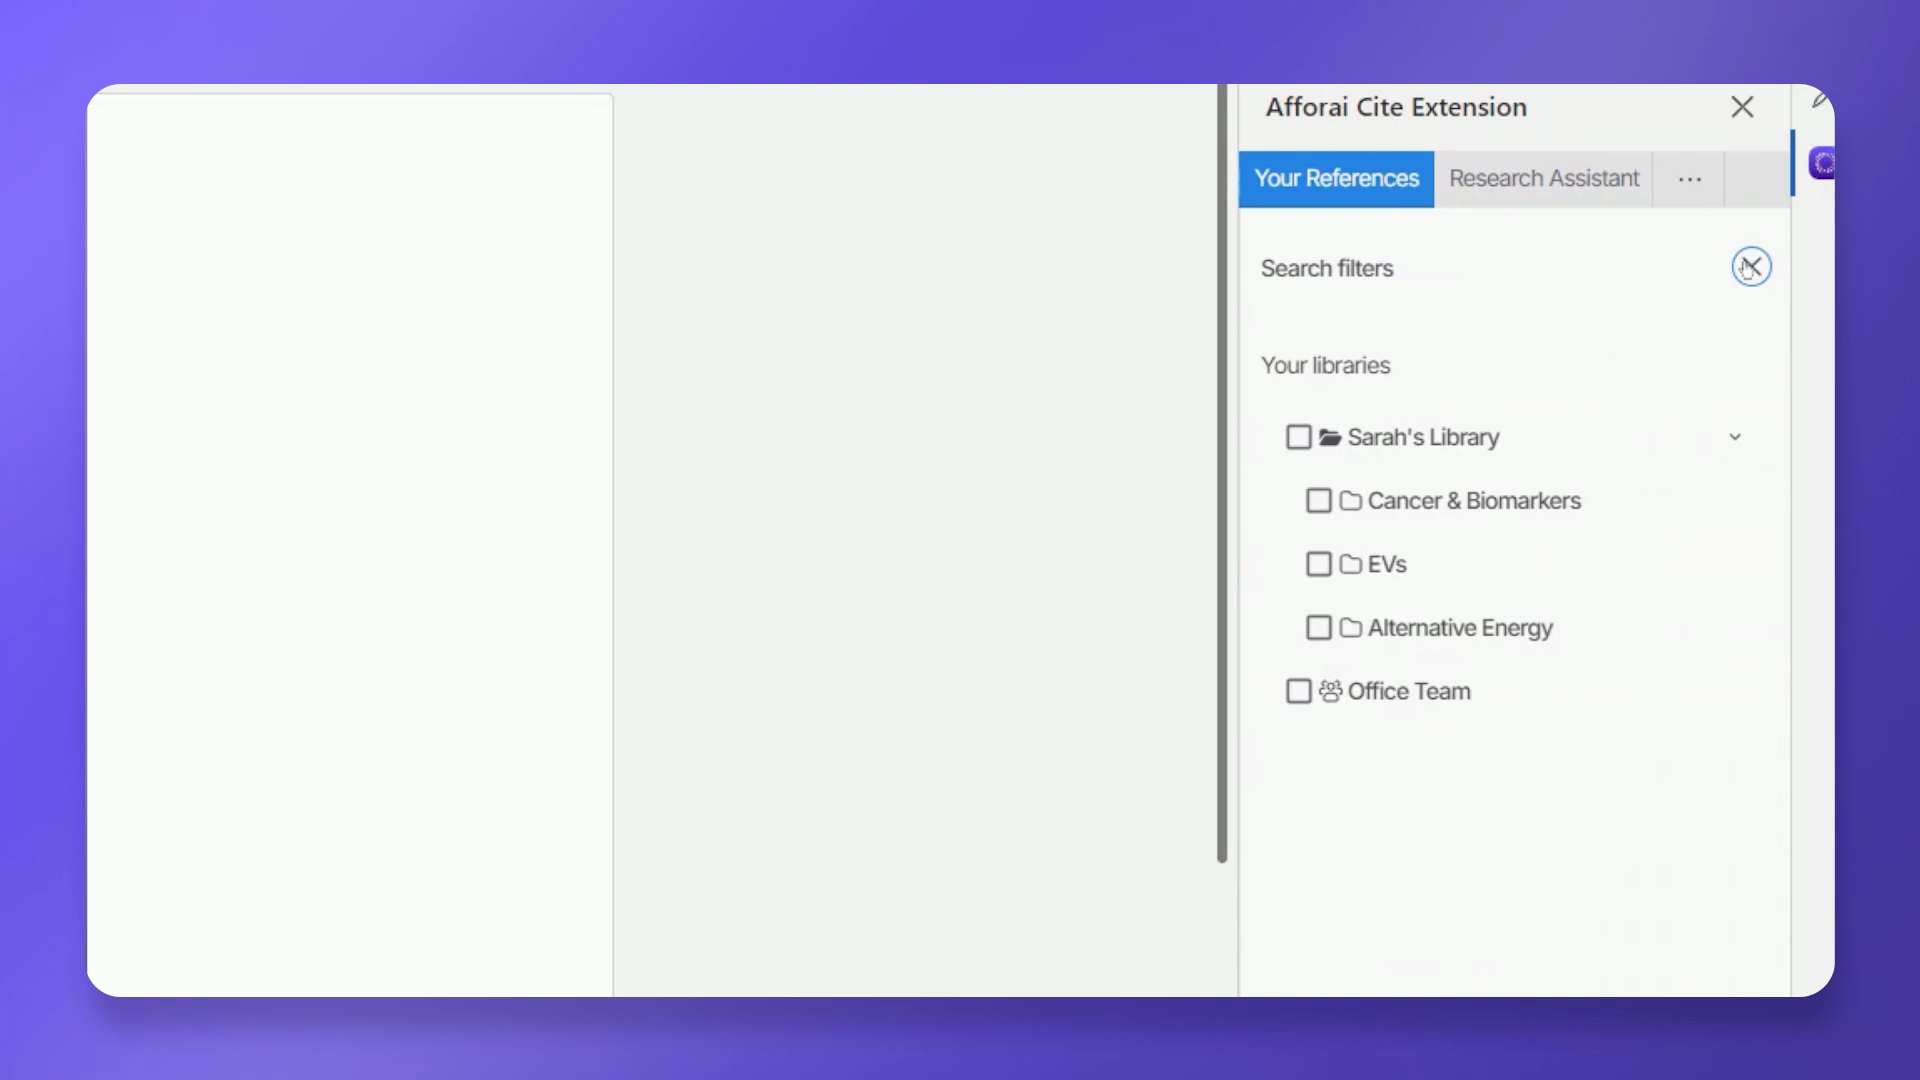 Afforai Cite Extension
Your References
Research Assistant
...
Search filters
Your libraries
Sarah's Library
Cancer & Biomarkers
EVs
Alternative Energy
Office Team